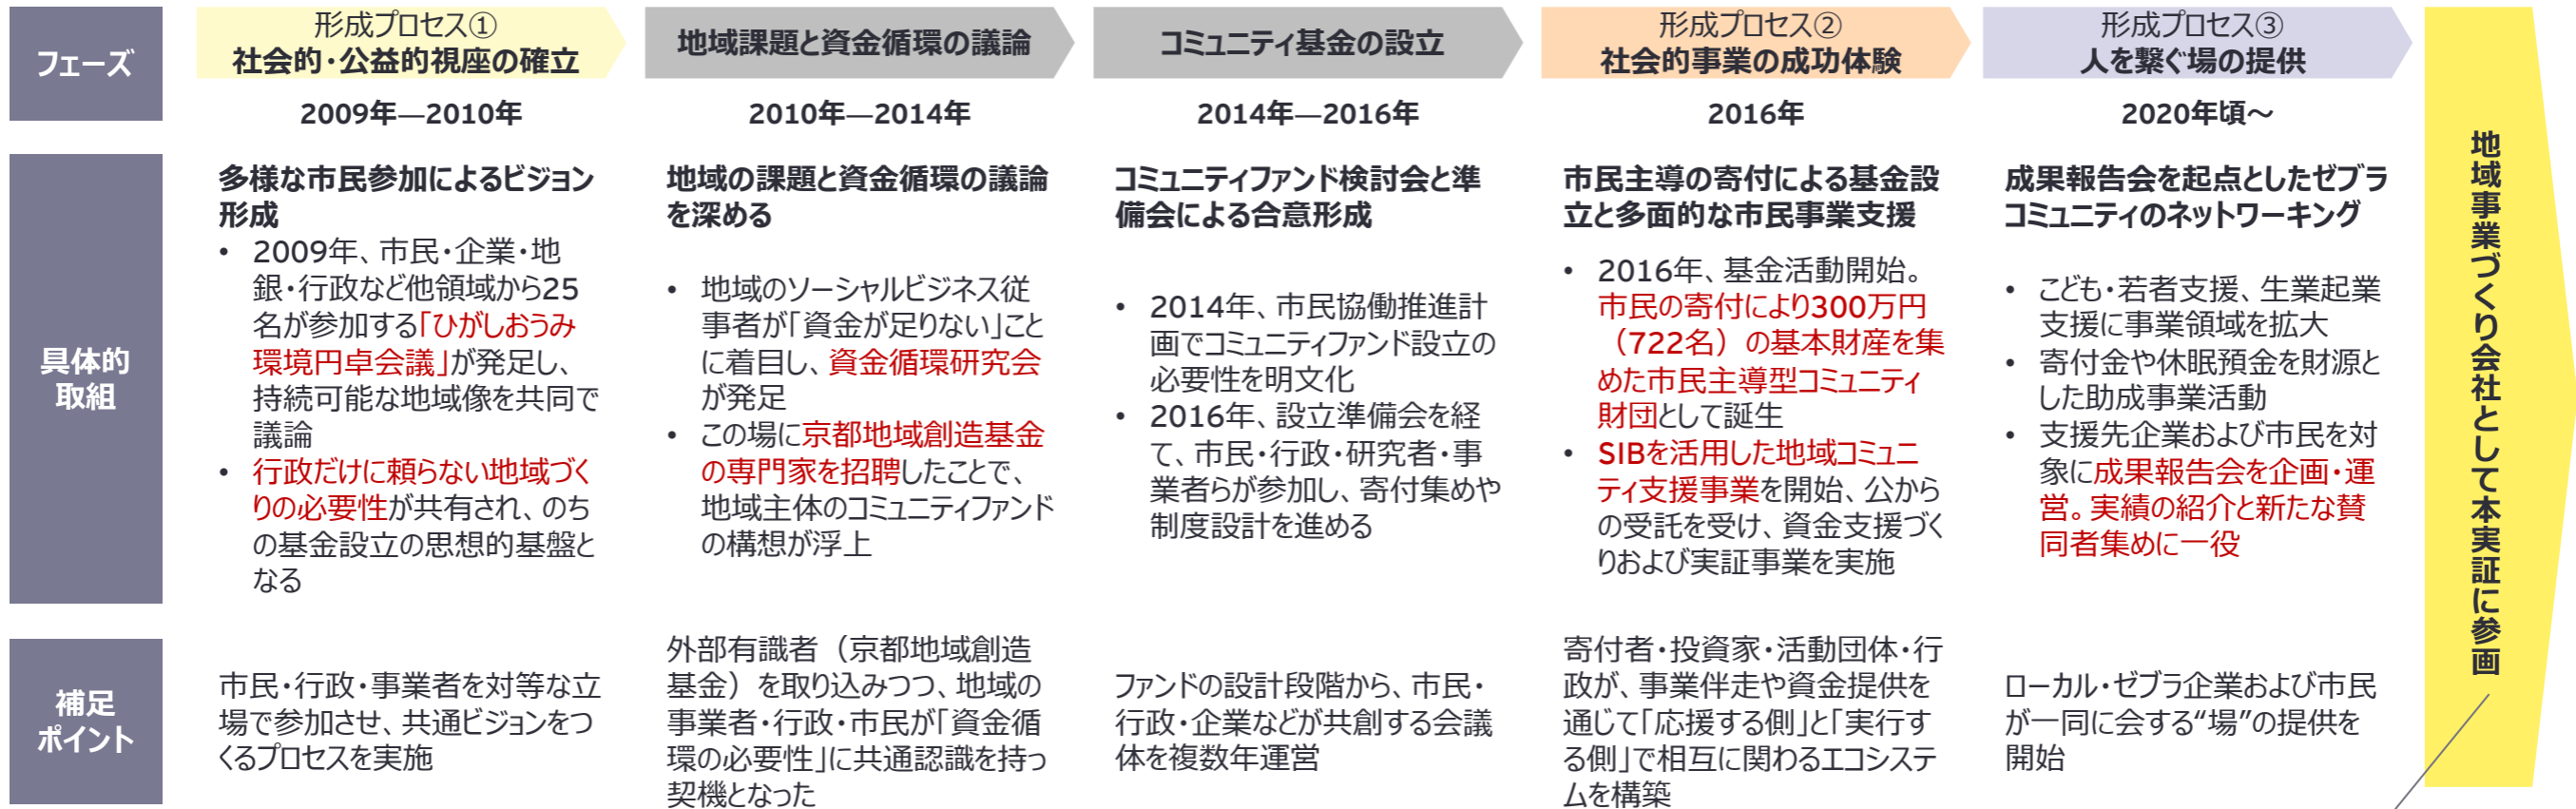 フェーズ
形成プロセス①
社会的・公益的視座の確立
地域課題と資金循環の議論
コミュニティ基金の設立
形成プロセス②
社会的事業の成功体験
形成プロセス③
人を繋ぐ場の提供
2009年―2010年
2010年―2014年
2014年―2016年
2016年
2020年頃～
具体的
取組
多様な市民参加によるビジョン
形成
• 2009年、市民・企業・地
銀・行政など他領域から25
名が参加する「ひがしおうみ
環境円卓会議」が発足し、
持続可能な地域像を共同で
議論
• 行政だけに頼らない地域づく
りの必要性が共有され、のち
の基金設立の思想的基盤と
なる
地域の課題と資金循環の議論
を深める
• 地域のソーシャルビジネス従
事者が「資金が足りない」こと
に着目し、資金循環研究会
が発足
• この場に京都地域創造基金
の専門家を招聘したことで、
地域主体のコミュニティファンド
の構想が浮上
コミュニティファンド検討会と準
備会による合意形成
• 2014年、市民協働推進計
画でコミュニティファンド設立の
必要性を明文化
• 2016年、設立準備会を経
て、市民・行政・研究者・事
業者らが参加し、寄付集めや
制度設計を進める
市民主導の寄付による基金設
立と多面的な市民事業支援
• 2016年、基金活動開始。
市民の寄付により300万円
（722名）の基本財産を集
めた市民主導型コミュニティ
財団として誕生
• SIBを活用した地域コミュニ
ティ支援事業を開始、公から
の受託を受け、資金支援づく
りおよび実証事業を実施
成果報告会を起点としたゼブラ
コミュニティのネットワーキング
• こども・若者支援、生業起業
支援に事業領域を拡大
• 寄付金や休眠預金を財源と
した助成事業活動
• 支援先企業および市民を対
象に成果報告会を企画・運
営。実績の紹介と新たな賛
同者集めに一役
補足
ポイント
市民・行政・事業者を対等な立
場で参加させ、共通ビジョンをつ
くるプロセスを実施
外部有識者（京都地域創造
基金）を取り込みつつ、地域の
事業者・行政・市民が「資金循
環の必要性」に共通認識を持っ
契機となった
ファンドの設計段階から、市民・
行政・企業などが共創する会議
体を複数年運営
寄付者・投資家・活動団体・行
政が、事業伴走や資金提供を
通じて「応援する側」と「実行す
る側」で相互に関わるエコシステ
ムを構築
ローカル・ゼブラ企業および市民
が一同に会する“場”の提供を
開始
地域事業づくり会社として本実証に参画